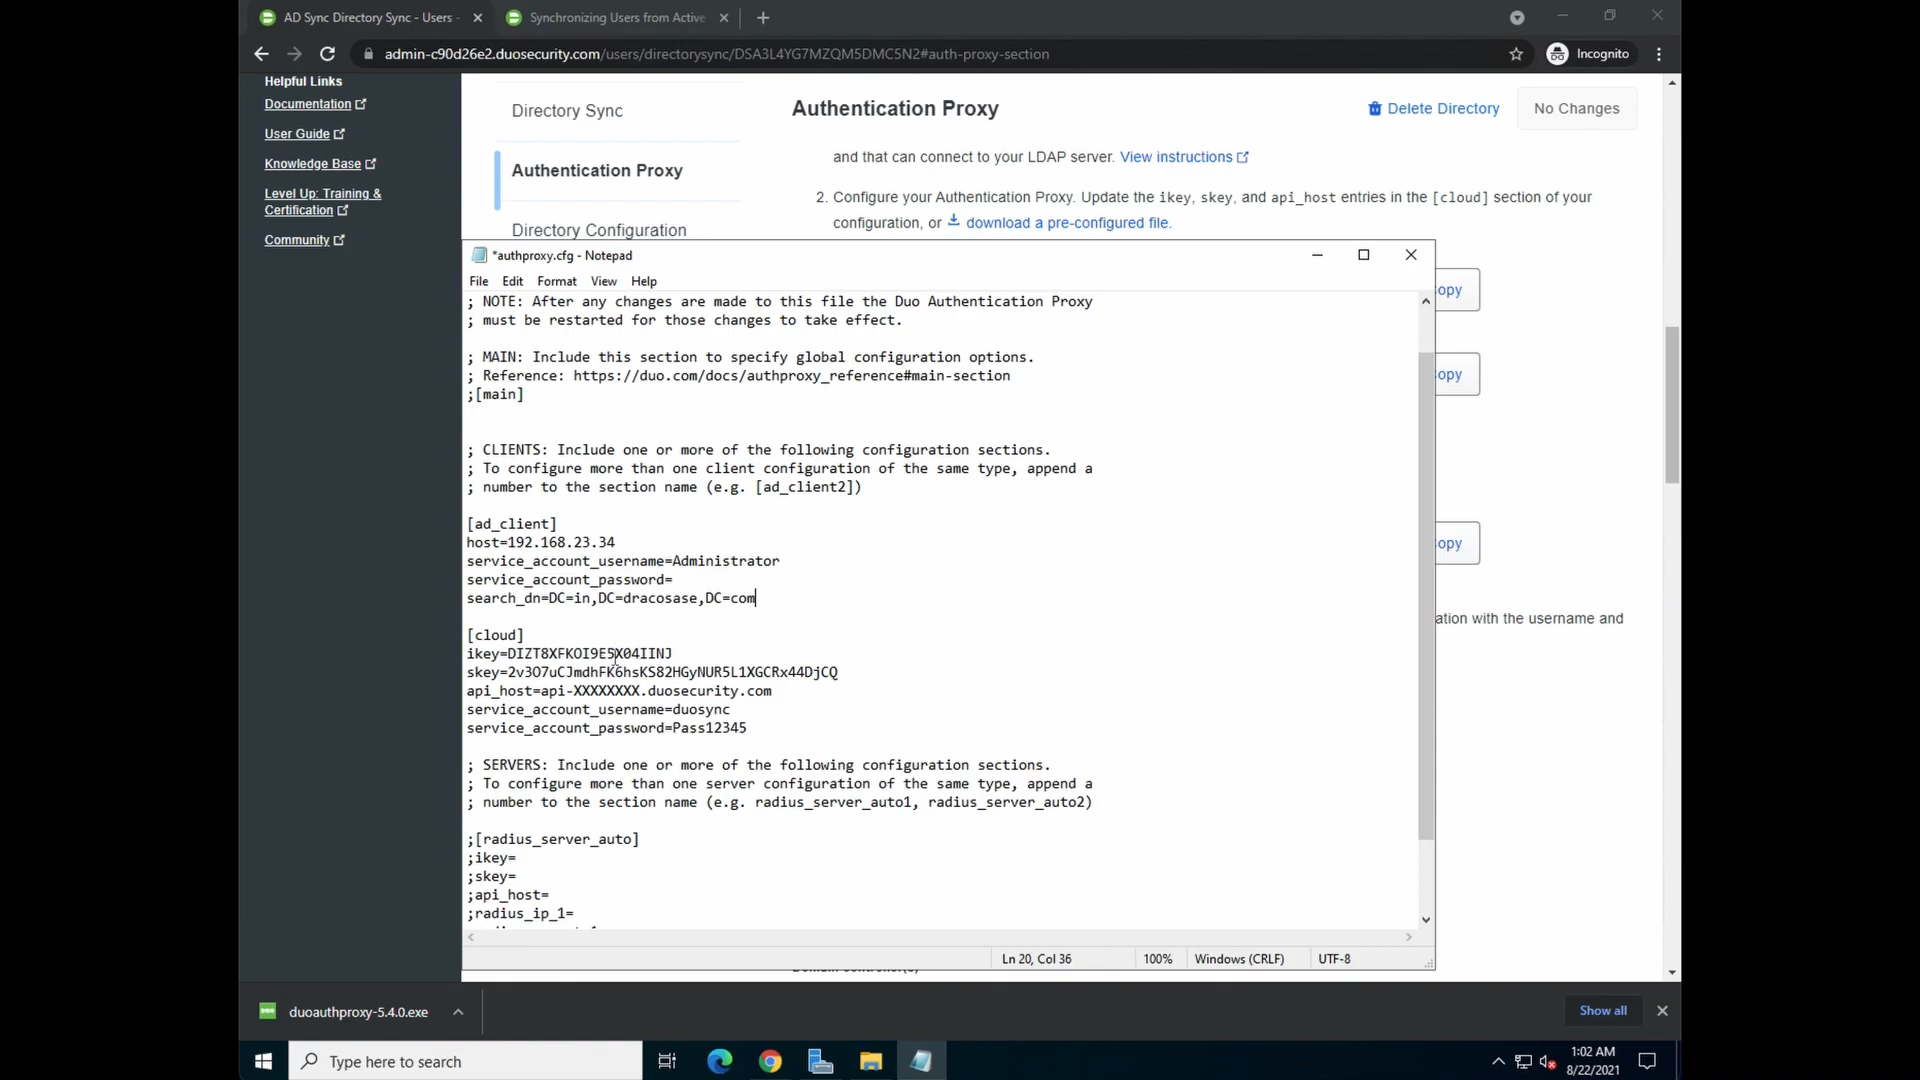 AD Sync Directory Sync - Users -
Synchronizing Users from Active
admin-c90d26e2.duosecurity.com/users/directorysync/DSA3L4YG7MZQM5DMC5N2#auth-proxy-section
Incognito
Helpful Links
Documentation
User Guide
Knowledge Base
Level Up: Training &
Certification
Community
Directory Sync
Authentication Proxy
Directory Configuration
Authentication Proxy
Delete Directory
No Changes
and that can connect to your LDAP server. View instructions
2. Configure your Authentication Proxy. Update the ikey, skey, and api_host entries in the [cloud] section of your
configuration, or download a pre-configured file.
opy
opy
opy
ation with the username and
*authproxy.cfg - Notepad
File Edit Format View Help
; NOTE: After any changes are made to this file the Duo Authentication Proxy
; must be restarted for those changes to take effect.
; MAIN: Include this section to specify global configuration options.
; Reference: https://duo.com/docs/authproxy_reference#main-section
;[main]
; CLIENTS: Include one or more of the following configuration sections.
; To configure more than one client configuration of the same type, append a
; number to the section name (e.g. [ad_client2])
[ad_client]
host=192.168.23.34
service_account_username=Administrator
service_account_password=
search_dn=DC=in,DC=dracosase,DC=com
[cloud]
ikey=DIZT8XFKOI9E5X04IINJ
skey=2v3O7uCJmdhFK6hsKS82HGyNUR5L1XGCRx44DjCQ
api_host=api-XXXXXXXX.duosecurity.com
service_account_username=duosync
service_account_password=Pass12345
; SERVERS: Include one or more of the following configuration sections.
; To configure more than one server configuration of the same type, append a
; number to the section name (e.g. radius_server_auto1, radius_server_auto2)
;[radius_server_auto]
;ikey=
;skey=
;api_host=
;radius_ip_1=
Ln 20, Col 36
100%
Windows (CRLF)
UTF-8
duoauthproxy-5.4.0.exe
Show all
Type here to search
1:02 AM
8/22/2021